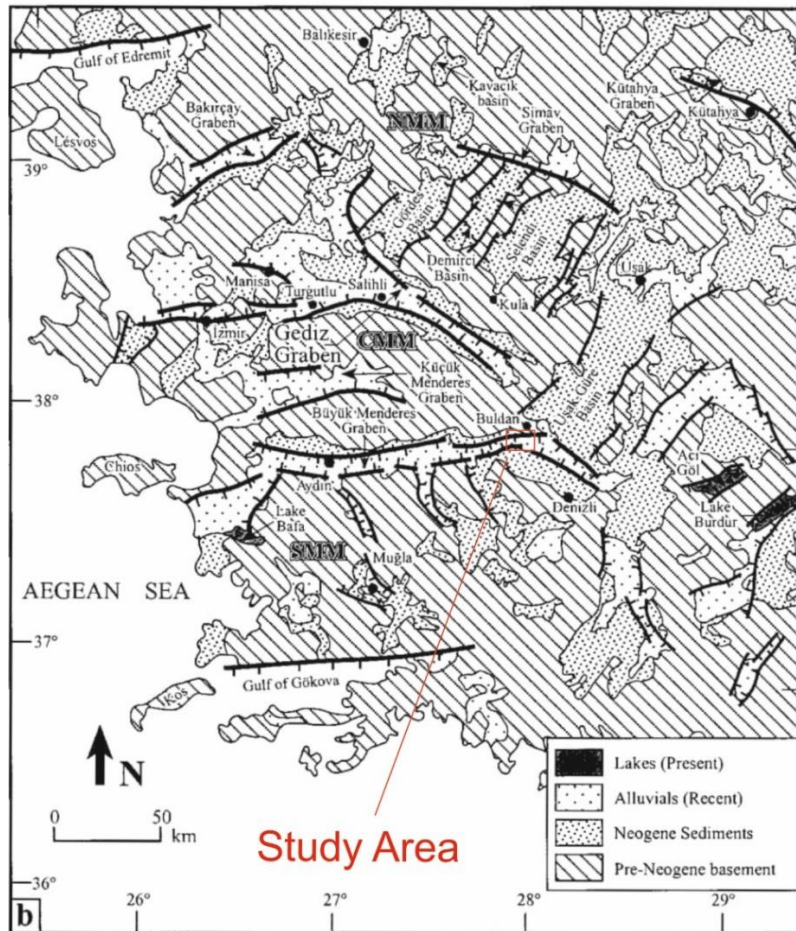 Balıkesir
Gulf of Edremit
Kavacık
basin
Kütahya
Graben
Kütahya
Bakırçay
Graben
Simav
Graben
NMM
Lésvos
39°
Gördes
Basin
Demirci
Basin
Selendi
Basin
Uşak
Manisa
Turgutlu
Salihli
Kula
İzmir
Gediz
Graben
CMM
Küçük
Menderes
Graben
38°
Büyük Menderes
Graben
Buldan
Uşak-Güre
Basin
Chios
Aydın
Denizli
Acı
Göl
Lake
Burdur
Lake
Bafa
SMM
Muğla
AEGEAN SEA
37°
Gulf of Gökova
Kos
N
0 50
km
Study Area
Lakes (Present)
Alluvials (Recent)
Neogene Sediments
Pre-Neogene basement
36°
b
26° 27° 28° 29°